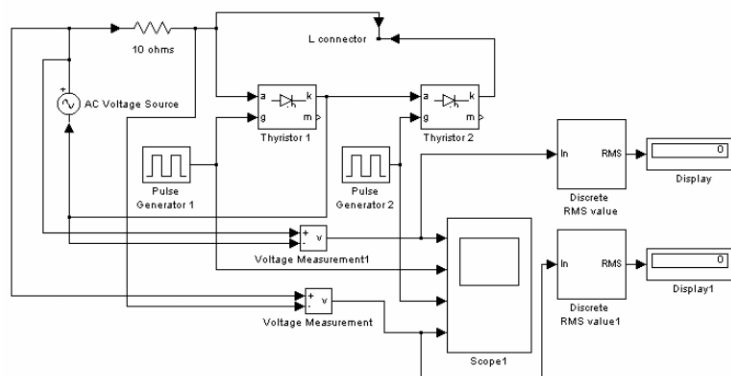 10 ohms
L connector
+
AC Voltage Source
a
k
g
m
Thyristor 1
a
k
g
m
Thyristor 2
Pulse
Generator 1
Pulse
Generator 2
In
RMS
Discrete
RMS value
0
Display
+
-
v
Voltage Measurement1
In
RMS
Discrete
RMS value1
0
Display1
+
-
v
Voltage Measurement
Scope1